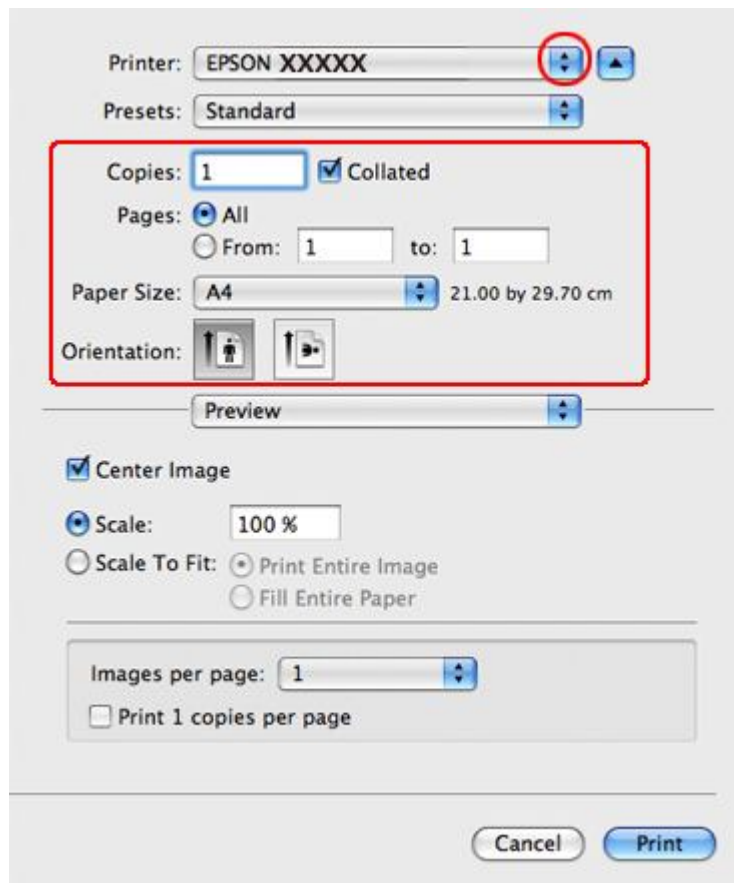 Printer: EPSON XXXXX
Presets: Standard
Copies: 1 Collated
Pages: All
From: 1 to: 1
Paper Size: A4 21.00 by 29.70 cm
Orientation:
Preview
Center Image
Scale: 100 %
Scale To Fit: Print Entire Image
Fill Entire Paper
Images per page: 1
Print 1 copies per page
Cancel Print